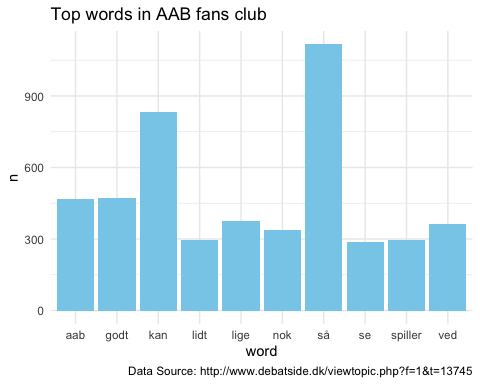 Top words in AAB fans club
n
900
600
300
0
aab godt kan lidt lige nok så se spiller ved
word
Data Source: http://www.debatside.dk/viewtopic.php?f=1&t=13745